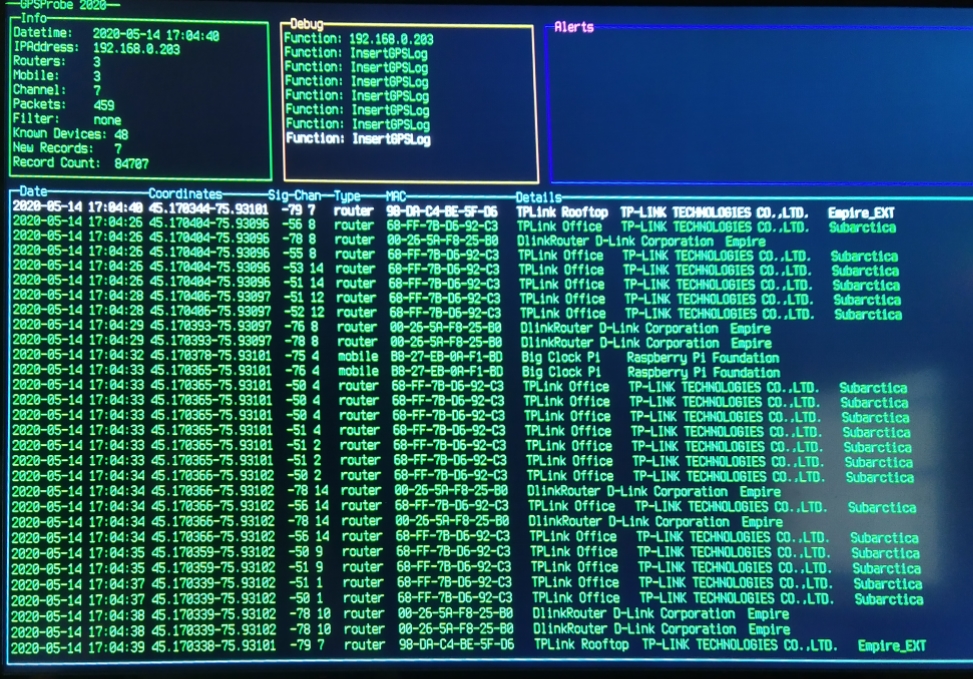 GPSProbe 2020
Info
Datetime: 2020-05-14 17:04:40
IPAddress: 192.168.0.203
Routers: 3
Mobile: 3
Channel: 7
Packets: 459
Filter: none
Known Devices: 48
New Records: 7
Record Count: 84707
Debug
Function: 192.168.0.203
Function: InsertGPSLog
Function: InsertGPSLog
Function: InsertGPSLog
Function: InsertGPSLog
Function: InsertGPSLog
Function: InsertGPSLog
Function: InsertGPSLog
Alerts
Date Coordinates Sig-Chan Type MAC Details
2020-05-14 17:04:40 45.170344-75.93101 -79 7 router 98-DA-C4-BE-5F-D6 TPLink Rooftop TP-LINK TECHNOLOGIES CO.,LTD. Empire_EXT
2020-05-14 17:04:26 45.170404-75.93096 -56 8 router 68-FF-7B-D6-92-C3 TPLink Office TP-LINK TECHNOLOGIES CO.,LTD. Subarctica
2020-05-14 17:04:26 45.170404-75.93096 -78 8 router 00-26-5A-F8-25-B0 DlinkRouter D-Link Corporation Empire
2020-05-14 17:04:26 45.170404-75.93096 -55 8 router 68-FF-7B-D6-92-C3 TPLink Office TP-LINK TECHNOLOGIES CO.,LTD. Subarctica
2020-05-14 17:04:26 45.170404-75.93096 -53 14 router 68-FF-7B-D6-92-C3 TPLink Office TP-LINK TECHNOLOGIES CO.,LTD. Subarctica
2020-05-14 17:04:26 45.170404-75.93096 -51 14 router 68-FF-7B-D6-92-C3 TPLink Office TP-LINK TECHNOLOGIES CO.,LTD. Subarctica
2020-05-14 17:04:28 45.170406-75.93097 -51 12 router 68-FF-7B-D6-92-C3 TPLink Office TP-LINK TECHNOLOGIES CO.,LTD. Subarctica
2020-05-14 17:04:28 45.170406-75.93097 -52 12 router 68-FF-7B-D6-92-C3 TPLink Office TP-LINK TECHNOLOGIES CO.,LTD. Subarctica
2020-05-14 17:04:29 45.170393-75.93097 -76 8 router 00-26-5A-F8-25-B0 DlinkRouter D-Link Corporation Empire
2020-05-14 17:04:29 45.170393-75.93097 -78 8 router 00-26-5A-F8-25-B0 DlinkRouter D-Link Corporation Empire
2020-05-14 17:04:32 45.170378-75.93101 -75 4 mobile B8-27-EB-0A-F1-BD Big Clock Pi Raspberry Pi Foundation
2020-05-14 17:04:33 45.170365-75.93101 -76 4 mobile B8-27-EB-0A-F1-BD Big Clock Pi Raspberry Pi Foundation
2020-05-14 17:04:33 45.170365-75.93101 -50 4 router 68-FF-7B-D6-92-C3 TPLink Office TP-LINK TECHNOLOGIES CO.,LTD. Subarctica
2020-05-14 17:04:33 45.170365-75.93101 -50 4 router 68-FF-7B-D6-92-C3 TPLink Office TP-LINK TECHNOLOGIES CO.,LTD. Subarctica
2020-05-14 17:04:33 45.170365-75.93101 -50 4 router 68-FF-7B-D6-92-C3 TPLink Office TP-LINK TECHNOLOGIES CO.,LTD. Subarctica
2020-05-14 17:04:33 45.170365-75.93101 -51 4 router 68-FF-7B-D6-92-C3 TPLink Office TP-LINK TECHNOLOGIES CO.,LTD. Subarctica
2020-05-14 17:04:33 45.170365-75.93101 -51 2 router 68-FF-7B-D6-92-C3 TPLink Office TP-LINK TECHNOLOGIES CO.,LTD. Subarctica
2020-05-14 17:04:33 45.170365-75.93101 -51 2 router 68-FF-7B-D6-92-C3 TPLink Office TP-LINK TECHNOLOGIES CO.,LTD. Subarctica
2020-05-14 17:04:34 45.170366-75.93102 -50 2 router 68-FF-7B-D6-92-C3 TPLink Office TP-LINK TECHNOLOGIES CO.,LTD. Subarctica
2020-05-14 17:04:34 45.170366-75.93102 -78 14 router 00-26-5A-F8-25-B0 DlinkRouter D-Link Corporation Empire
2020-05-14 17:04:34 45.170366-75.93102 -56 14 router 68-FF-7B-D6-92-C3 TPLink Office TP-LINK TECHNOLOGIES CO.,LTD. Subarctica
2020-05-14 17:04:34 45.170366-75.93102 -78 14 router 00-26-5A-F8-25-B0 DlinkRouter D-Link Corporation Empire
2020-05-14 17:04:34 45.170366-75.93102 -56 14 router 68-FF-7B-D6-92-C3 TPLink Office TP-LINK TECHNOLOGIES CO.,LTD. Subarctica
2020-05-14 17:04:35 45.170359-75.93102 -50 9 router 68-FF-7B-D6-92-C3 TPLink Office TP-LINK TECHNOLOGIES CO.,LTD. Subarctica
2020-05-14 17:04:35 45.170359-75.93102 -51 9 router 68-FF-7B-D6-92-C3 TPLink Office TP-LINK TECHNOLOGIES CO.,LTD. Subarctica
2020-05-14 17:04:37 45.170339-75.93102 -51 1 router 68-FF-7B-D6-92-C3 TPLink Office TP-LINK TECHNOLOGIES CO.,LTD. Subarctica
2020-05-14 17:04:37 45.170339-75.93102 -50 1 router 68-FF-7B-D6-92-C3 TPLink Office TP-LINK TECHNOLOGIES CO.,LTD. Subarctica
2020-05-14 17:04:38 45.170339-75.93102 -78 10 router 00-26-5A-F8-25-B0 DlinkRouter D-Link Corporation Empire
2020-05-14 17:04:38 45.170339-75.93102 -78 10 router 00-26-5A-F8-25-B0 DlinkRouter D-Link Corporation Empire
2020-05-14 17:04:39 45.170338-75.93101 -79 7 router 98-DA-C4-BE-5F-D6 TPLink Rooftop TP-LINK TECHNOLOGIES CO.,LTD. Empire_EXT